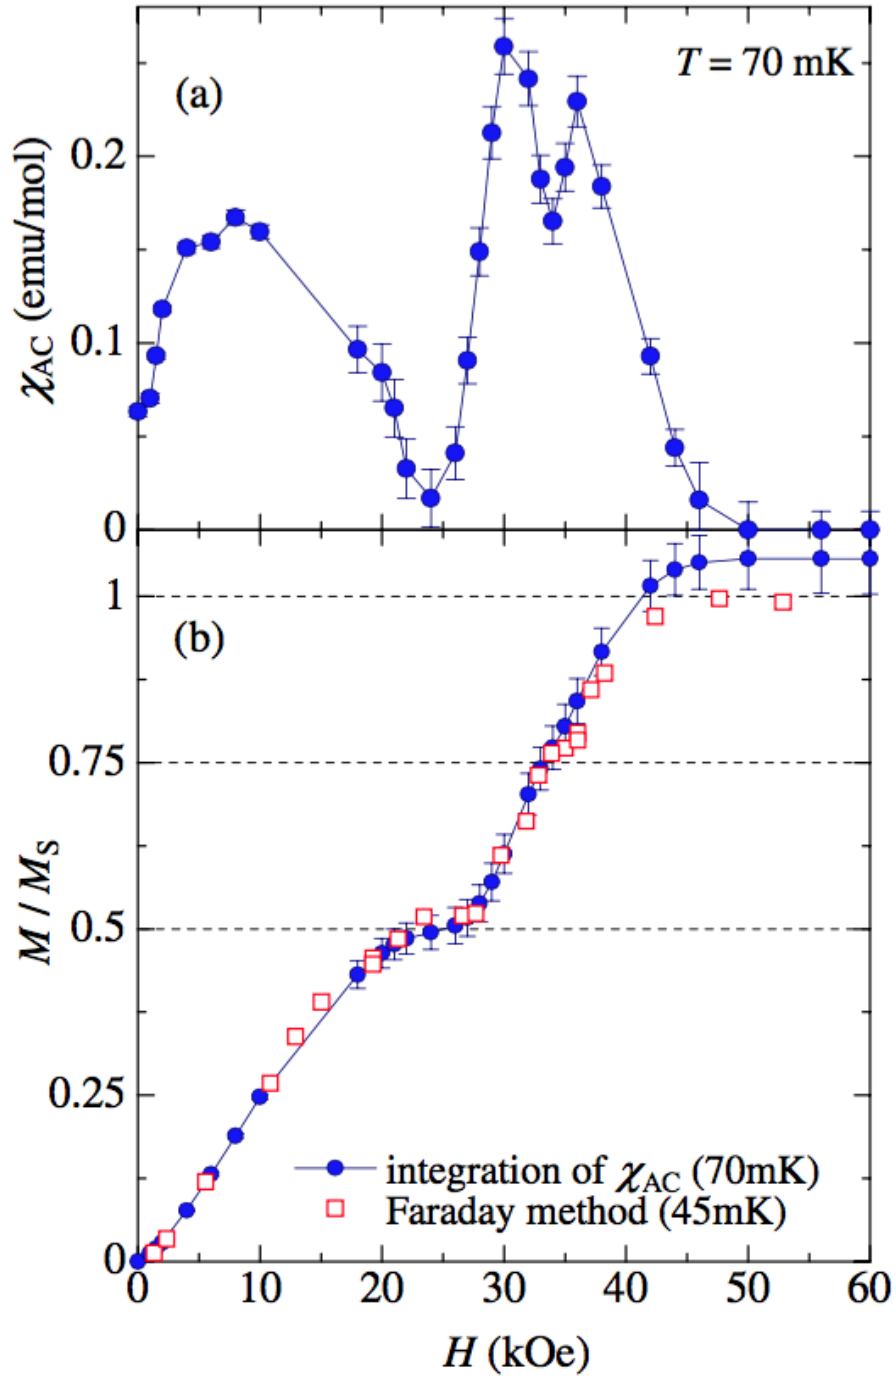 (a)
T = 70 mK
0.2
0.1
0
χAC (emu/mol)
(b)
1
0.75
0.5
0.25
0
M / MS
integration of χAC (70mK)
Faraday method (45mK)
0 10 20 30 40 50 60
H (kOe)